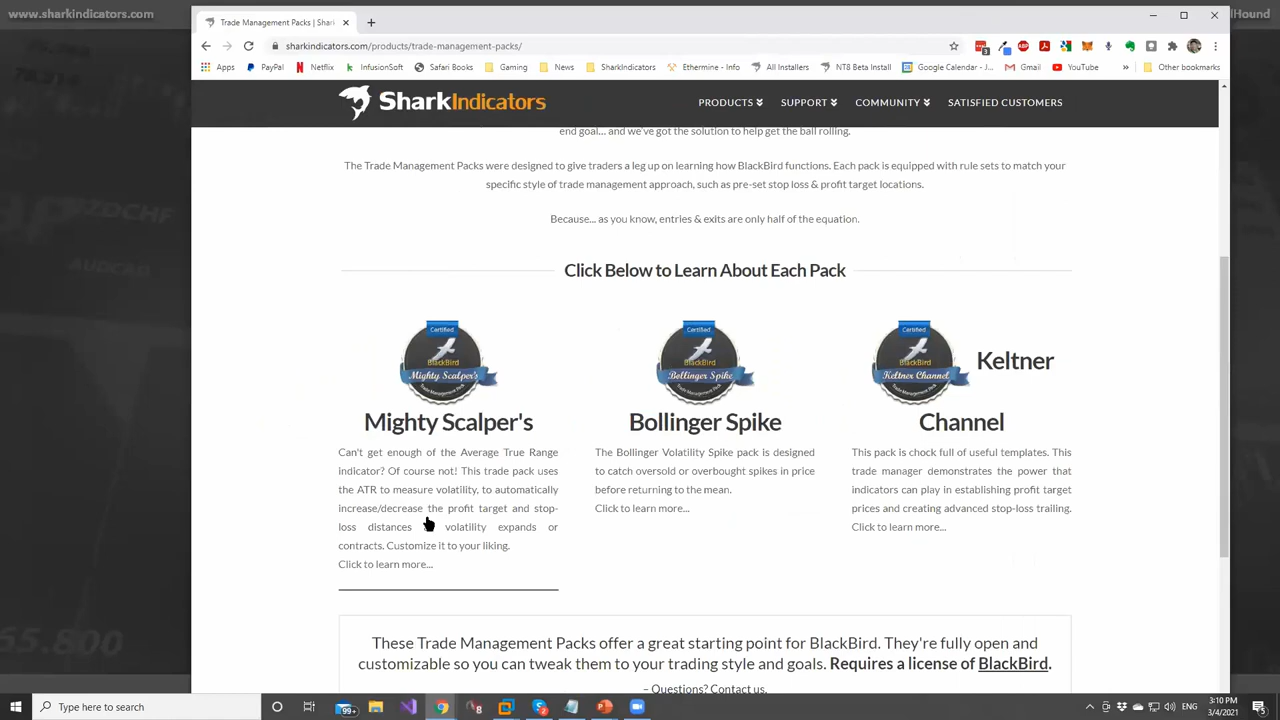 www.sharkindicators.com
Hound
Trade Management Packs | Shark
sharkindicators.com/products/trade-management-packs/
Apps PayPal Netflix InfusionSoft Safari Books Gaming News SharkIndicators Ethermine - Info All Installers NT8 Beta Install Google Calendar - J... Gmail YouTube Other bookmarks
SharkIndicators
PRODUCTS SUPPORT COMMUNITY SATISFIED CUSTOMERS
end goal... and we've got the solution to help get the ball rolling.
The Trade Management Packs were designed to give traders a leg up on learning how BlackBird functions. Each pack is equipped with rule sets to match your
specific style of trade management approach, such as pre-set stop loss & profit target locations.
Because... as you know, entries & exits are only half of the equation.
Click Below to Learn About Each Pack
Certified
BlackBird
Mighty Scalper's
Mighty Scalper's
Can't get enough of the Average True Range
indicator? Of course not! This trade pack uses
the ATR to measure volatility, to automatically
increase/decrease the profit target and stop-
loss distances volatility expands or
contracts. Customize it to your liking.
Click to learn more...
Certified
BlackBird
Bollinger Spike
Bollinger Spike
The Bollinger Volatility Spike pack is designed
to catch oversold or overbought spikes in price
before returning to the mean.
Click to learn more...
Certified
BlackBird
Keltner Channel
Keltner
Channel
This pack is chock full of useful templates. This
trade manager demonstrates the power that
indicators can play in establishing profit target
prices and creating advanced stop-loss trailing.
Click to learn more...
These Trade Management Packs offer a great starting point for BlackBird. They're fully open and
customizable so you can tweak them to your trading style and goals. Requires a license of BlackBird.
– Questions? Contact us.
NZDCHF
AUDCAD
65.800
Type here to search
99+
ENG
3:10 PM
3/4/2021